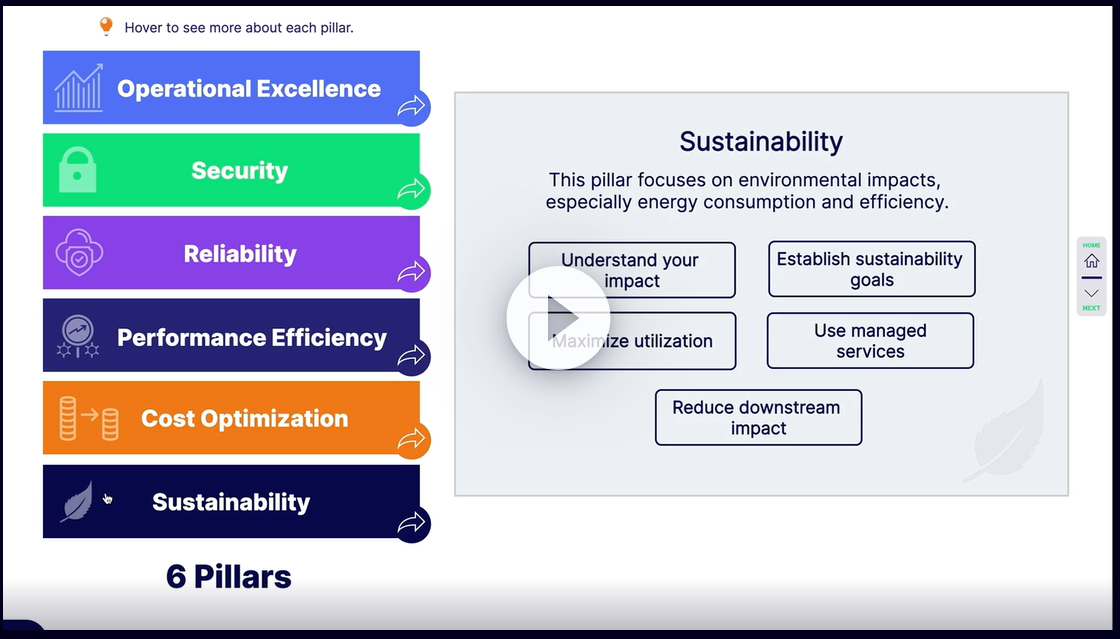 Hover to see more about each pillar.
Operational Excellence
Security
Reliability
Performance Efficiency
Cost Optimization
Sustainability
6 Pillars
Sustainability
This pillar focuses on environmental impacts,
especially energy consumption and efficiency.
Understand your
impact
Establish sustainability
goals
Maximize utilization
Use managed
services
Reduce downstream
impact
HOME
NEXT